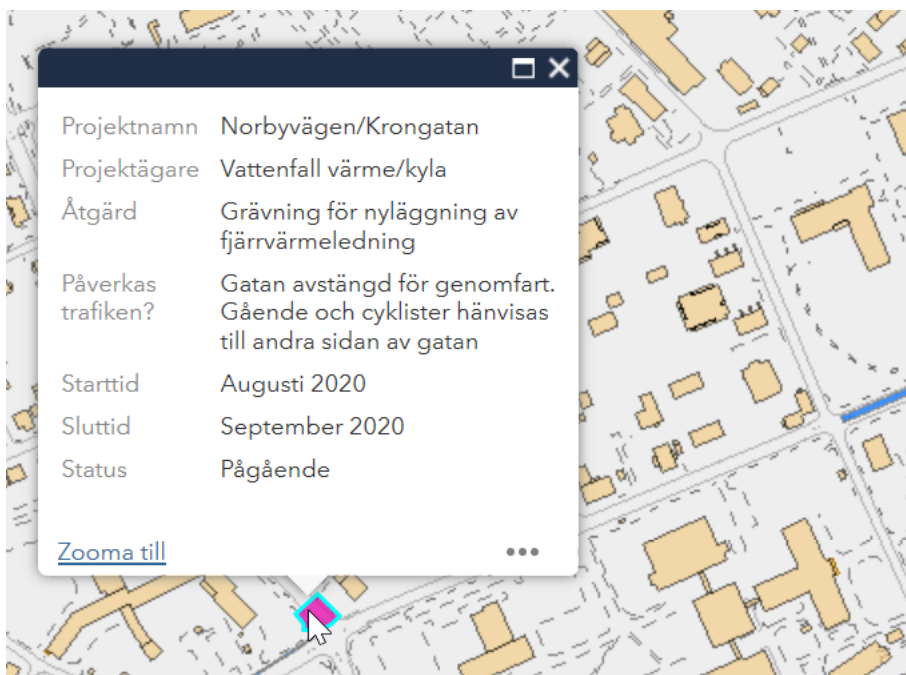 Projektnamn Norbyvägen/Krongatan
Projektägare Vattenfall värme/kyla
Åtgärd Grävning för nyläggning av
fjärrvärmeledning
Påverkas Gatan avstängd för genomfart.
trafiken? Gående och cyklister hänvisas
till andra sidan av gatan
Starttid Augusti 2020
Sluttid September 2020
Status Pågående
Zooma till